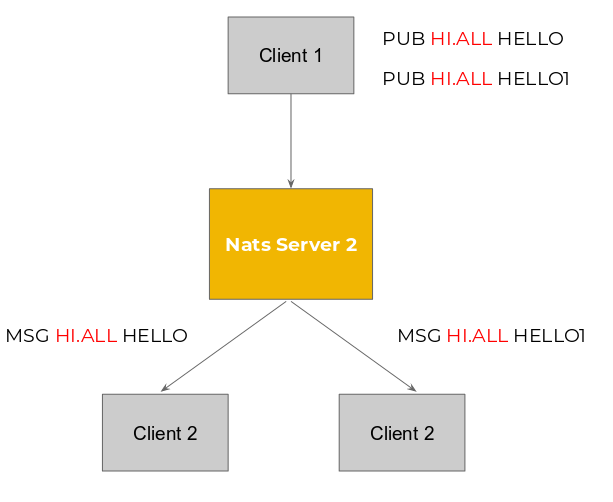 Client 1
PUB HI.ALL HELLO
PUB HI.ALL HELLO1
Nats Server 2
MSG HI.ALL HELLO
MSG HI.ALL HELLO1
Client 2
Client 2